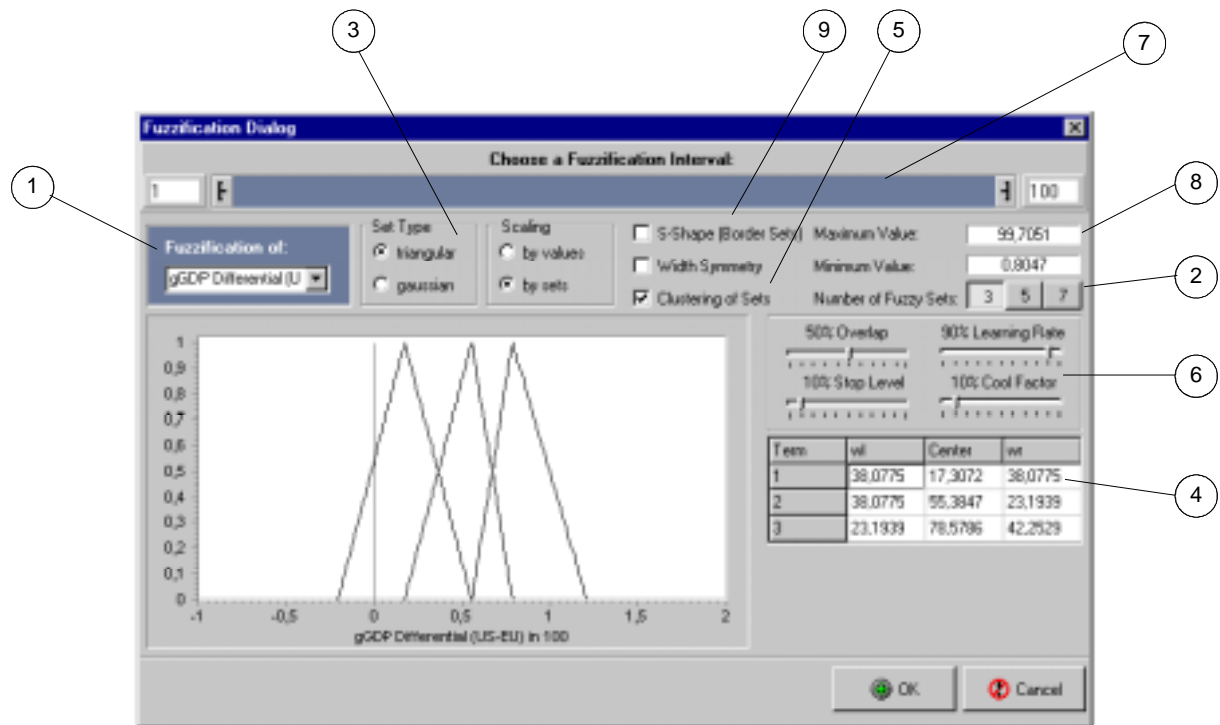 3
9
5
7
Fuzzification Dialog
Choose a Fuzzification Interval:
1
100
1
8
Fuzzification of:
gGDP Differential (U
Set Type
triangular
gaussian
Scaling
by values
by sets
S-Shape (Border Sets)
Width Symmetry
Clustering of Sets
Maximum Value: 99,7051
Minimum Value: 0,8047
Number of Fuzzy Sets: 3 5 7
2
50% Overlap
90% Learning Rate
10% Stop Level
10% Cool Factor
6
Term wl Center wr
1 38,0775 17,3072 38,0775
2 38,0775 55,3847 23,1939
3 23,1939 78,5786 42,2529
4
1
0,9
0,8
0,7
0,6
0,5
0,4
0,3
0,2
0,1
0
-1 -0,5 0 0,5 1 1,5 2
gGDP Differential (US-EU) in 100
OK
Cancel